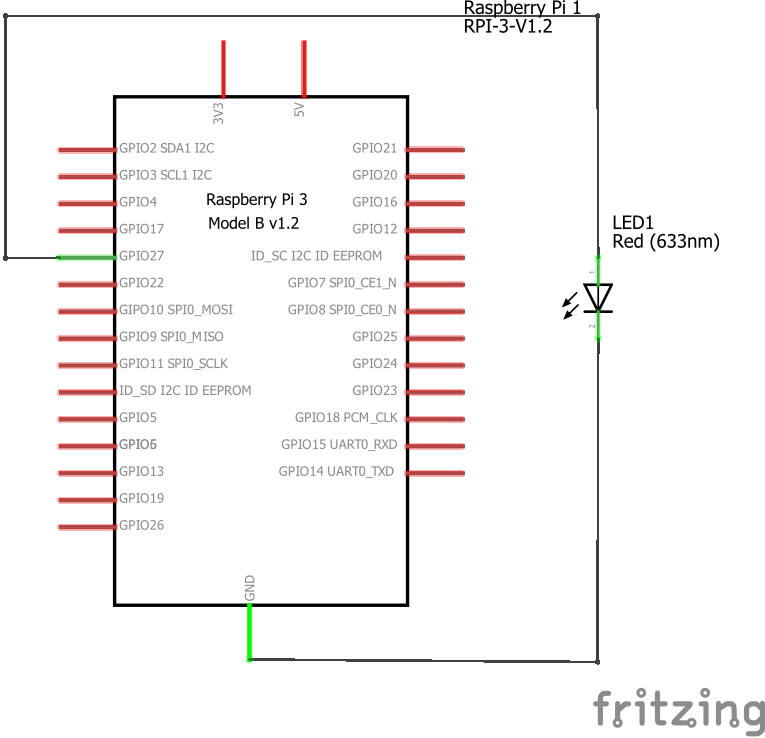 Raspberry Pi 1
RPI-3-V1.2
3V3
5V
GPIO2 SDA1 I2C
GPIO21
GPIO3 SCL1 I2C
GPIO20
GPIO4
GPIO16
Raspberry Pi 3
Model B v1.2
GPIO17
GPIO12
GPIO27
ID_SC I2C ID EEPROM
GPIO22
GPIO7 SPI0_CE1_N
GIPO10 SPI0_MOSI
GPIO8 SPI0_CE0_N
GPIO9 SPI0_MISO
GPIO25
GPIO11 SPI0_SCLK
GPIO24
ID_SD I2C ID EEPROM
GPIO23
GPIO5
GPIO18 PCM_CLK
GPIO6
GPIO15 UART0_RXD
GPIO13
GPIO14 UART0_TXD
GPIO19
GPIO26
GND
LED1
Red (633nm)
1
2
fritzing